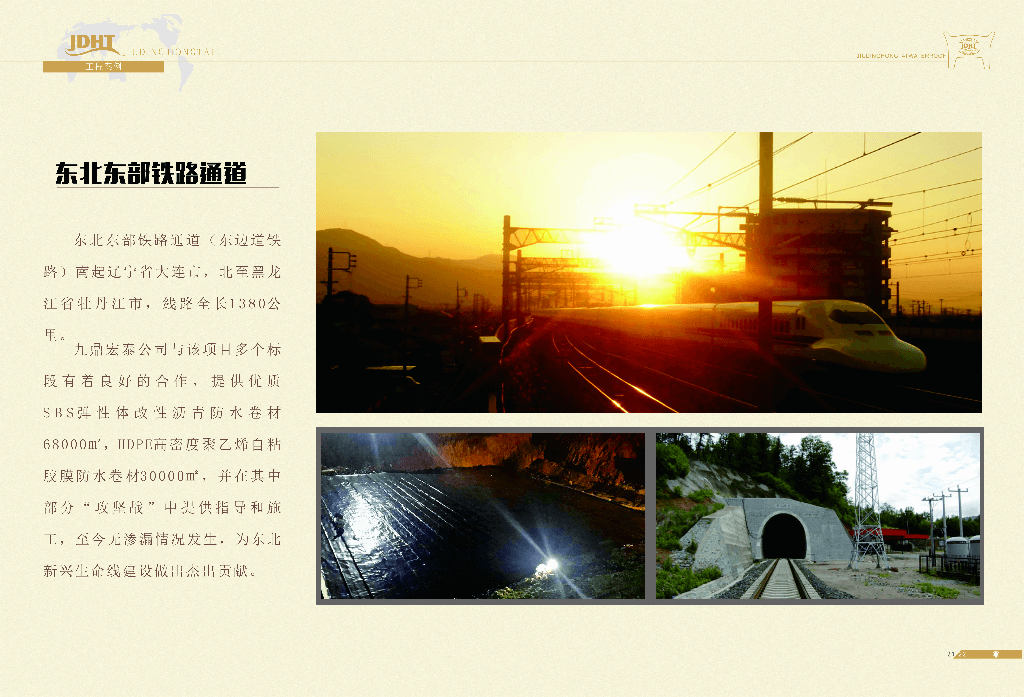 JDHT
JIUDING HONGTAI
工程案例
JIUDINGHONGTAIWATERPROOF
JDHT
东北东部铁路通道
东北东部铁路通道（东边道铁
路）南起辽宁省大连市，北至黑龙
江省牡丹江市，线路全长1380公
里。
九鼎宏泰公司与该项目多个标
段有着良好的合作，提供优质
SBS弹性体改性沥青防水卷材
68000㎡，HDPE高密度聚乙烯自粘
胶膜防水卷材30000㎡，并在其中
部分“攻坚战”中提供指导和施
工，至今无渗漏情况发生，为东北
新兴生命线建设做出杰出贡献。